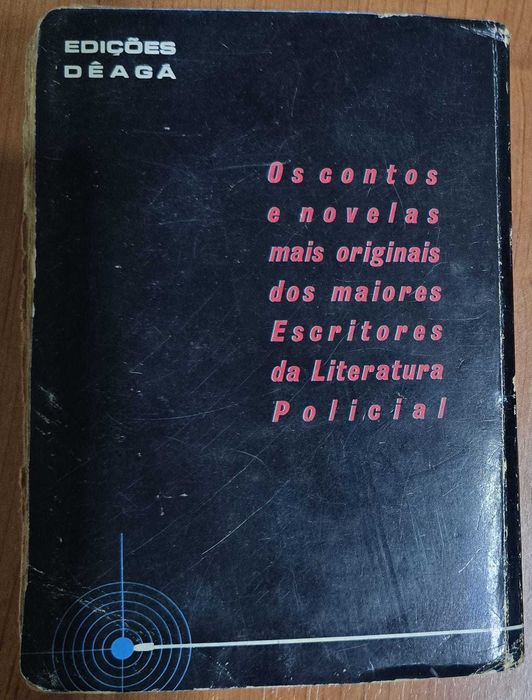 EDIÇÕES
DÊAGÁ
Os contos
e novelas
mais originais
dos maiores
Escritores
da Literatura
Policial